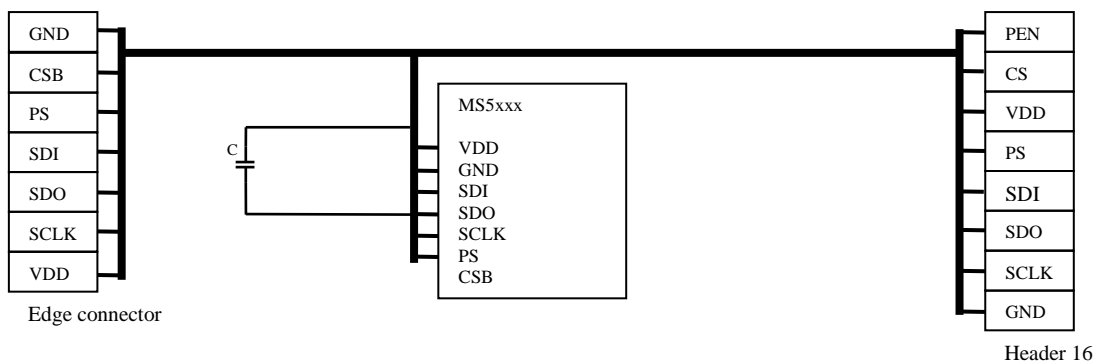 GND
CSB
PS
SDI
SDO
SCLK
VDD
Edge connector
C
MS5xxx
VDD
GND
SDI
SDO
SCLK
PS
CSB
PEN
CS
VDD
PS
SDI
SDO
SCLK
GND
Header 16